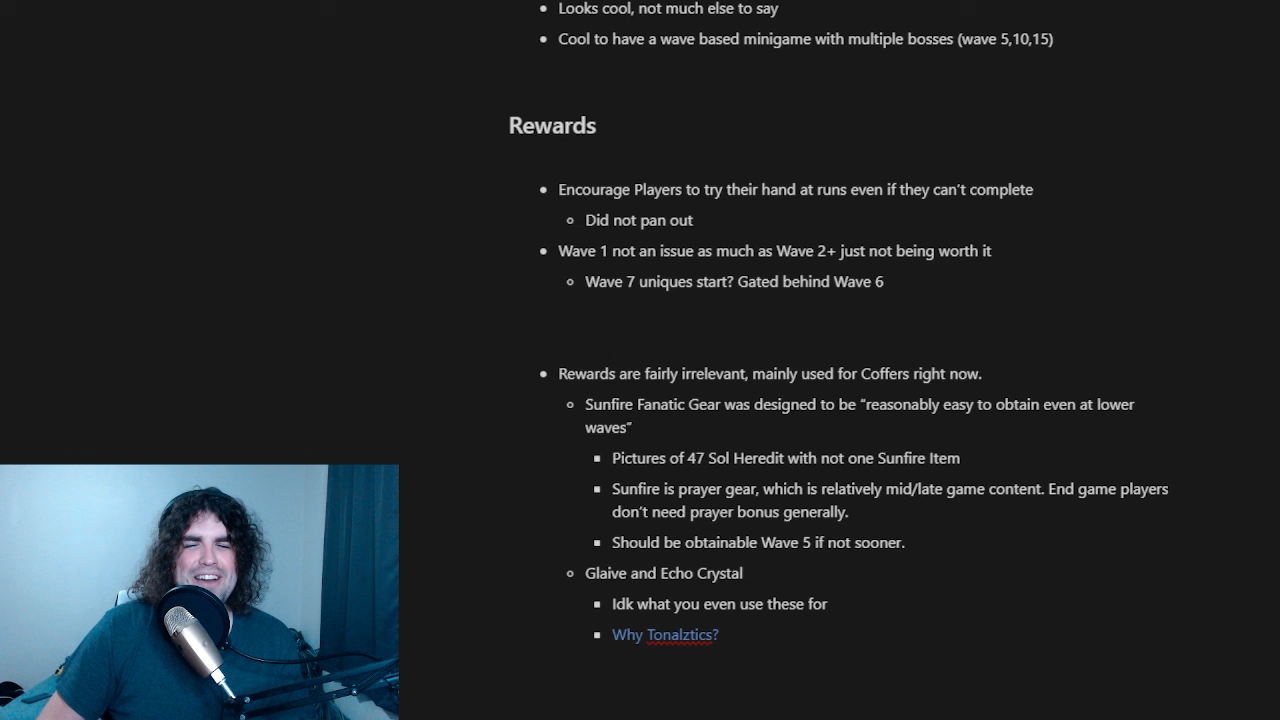 Looks cool, not much else to say
Cool to have a wave based minigame with multiple bosses (wave 5,10,15)
Rewards
Encourage Players to try their hand at runs even if they can't complete
Did not pan out
Wave 1 not an issue as much as Wave 2+ just not being worth it
Wave 7 uniques start? Gated behind Wave 6
Rewards are fairly irrelevant, mainly used for Coffers right now.
Sunfire Fanatic Gear was designed to be “reasonably easy to obtain even at lower
waves”
Pictures of 47 Sol Heredit with not one Sunfire Item
Sunfire is prayer gear, which is relatively mid/late game content. End game players
don't need prayer bonus generally.
Should be obtainable Wave 5 if not sooner.
Glaive and Echo Crystal
Idk what you even use these for
Why Tonalztics?